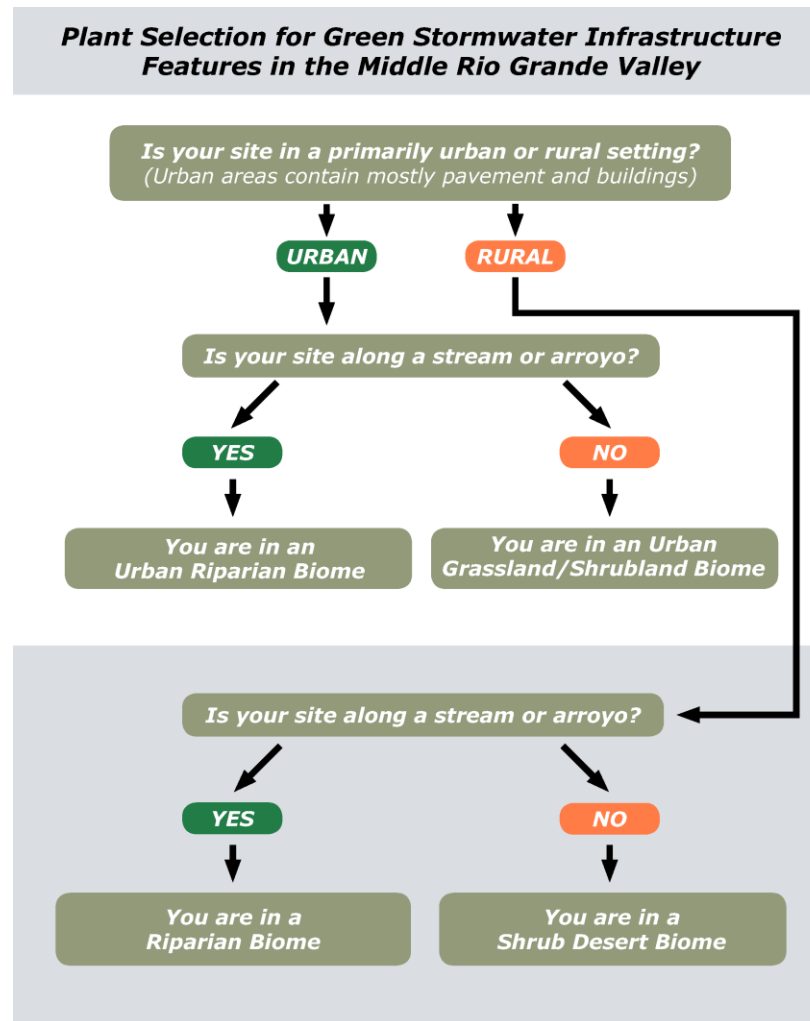 Plant Selection for Green Stormwater Infrastructure
Features in the Middle Rio Grande Valley
Is your site in a primarily urban or rural setting?
(Urban areas contain mostly pavement and buildings)
URBAN
RURAL
Is your site along a stream or arroyo?
YES
NO
You are in an
Urban Riparian Biome
You are in an Urban
Grassland/Shrubland Biome
Is your site along a stream or arroyo?
YES
NO
You are in a
Riparian Biome
You are in a
Shrub Desert Biome